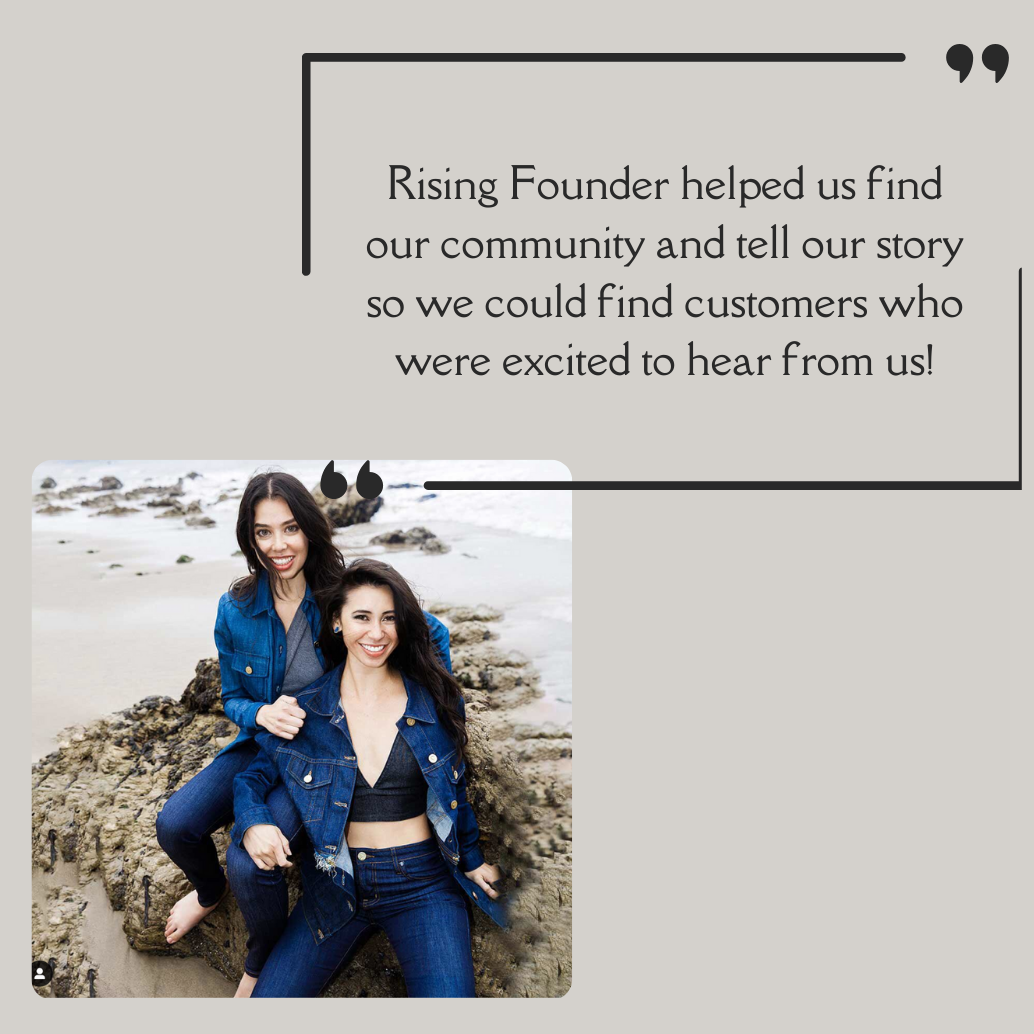 Rising Founder helped us find
our community and tell our story
so we could find customers who
were excited to hear from us!